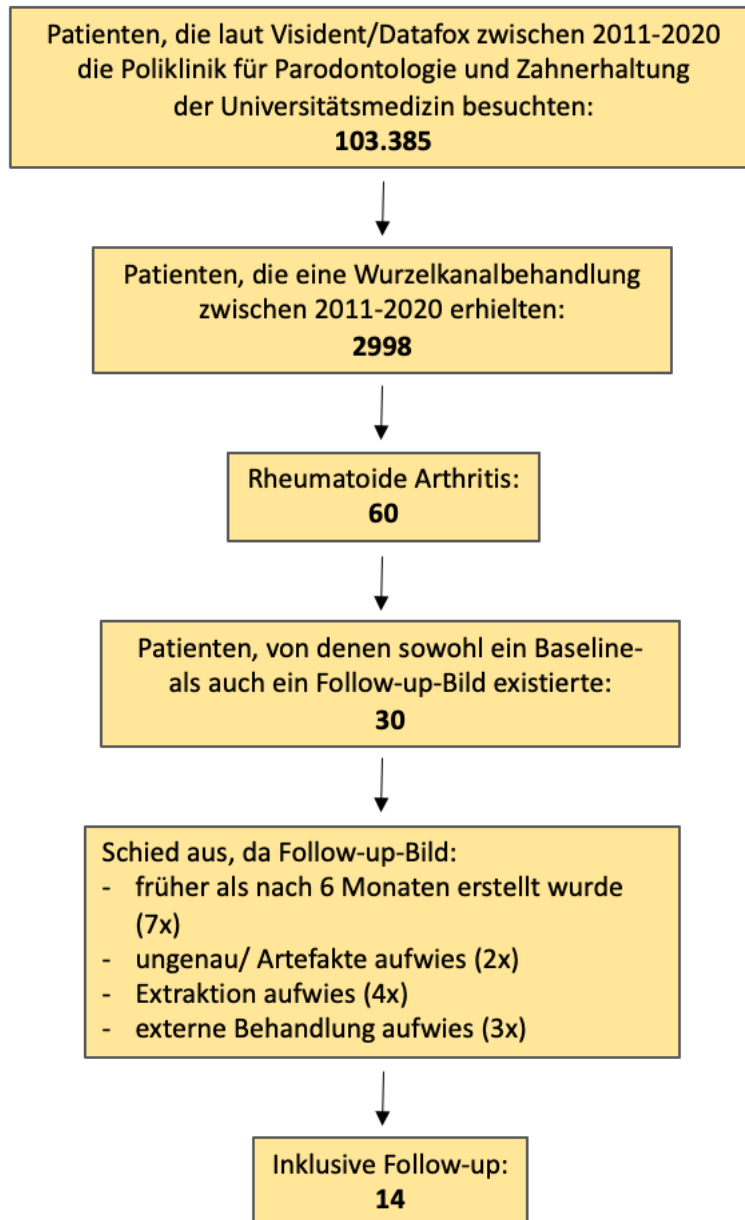 Patienten, die laut Visident/Datafox zwischen 2011-2020
die Poliklinik für Parodontologie und Zahnerhaltung
der Universitätsmedizin besuchten:
103.385
Patienten, die eine Wurzelkanalbehandlung
zwischen 2011-2020 erhielten:
2998
Rheumatoide Arthritis:
60
Patienten, von denen sowohl ein Baseline-
als auch ein Follow-up-Bild existierte:
30
Schied aus, da Follow-up-Bild:
- früher als nach 6 Monaten erstellt wurde
(7x)
- ungenau/ Artefakte aufwies (2x)
- Extraktion aufwies (4x)
- externe Behandlung aufwies (3x)
Inklusive Follow-up:
14